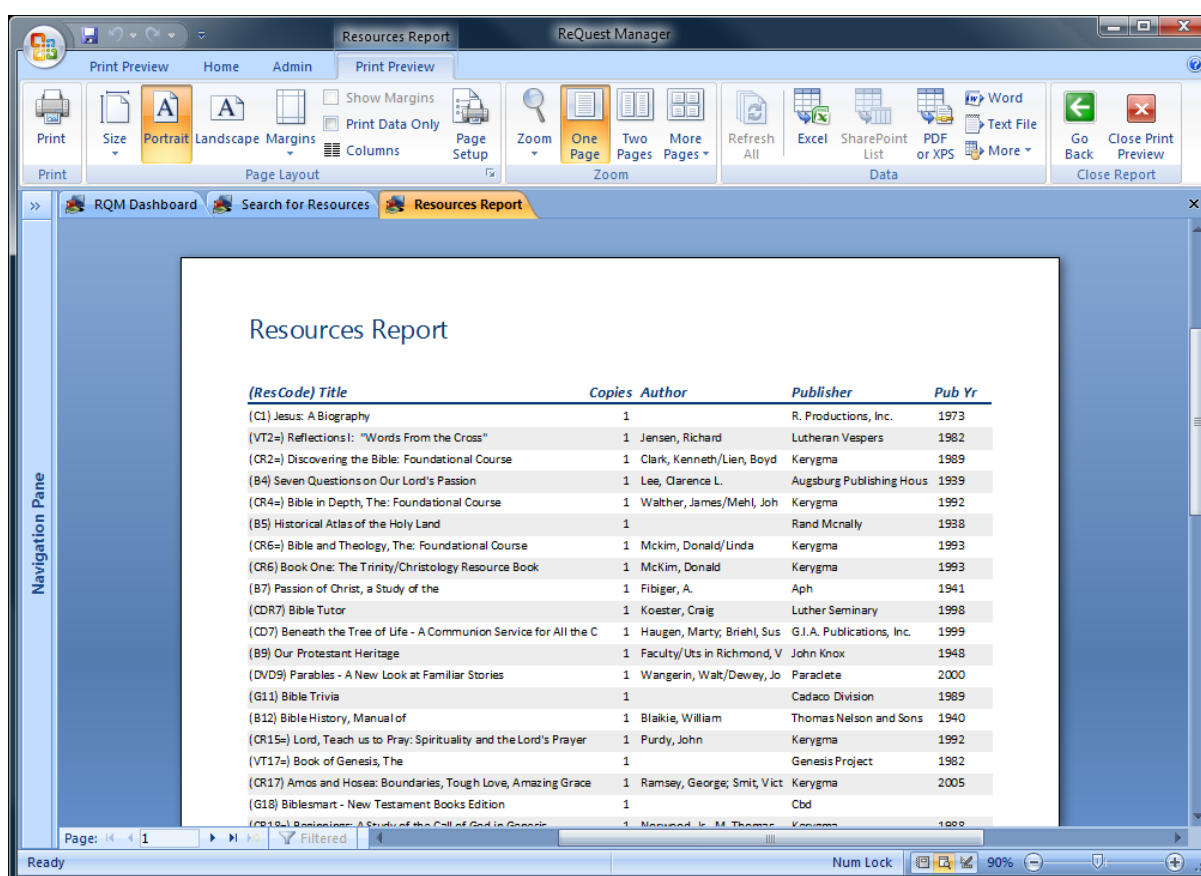 Resources Report ReQuest Manager
Print Preview Home Admin Print Preview
Print
Size
Portrait
Landscape
Margins
Show Margins
Print Data Only
Columns
Page Setup
Zoom
One Page
Two Pages
More Pages
Refresh All
Excel
SharePoint List
PDF or XPS
Word
Text File
More
Go Back
Close Print Preview
Print Page Layout Zoom Data Close Report
RQM Dashboard Search for Resources Resources Report
Navigation Pane
Resources Report
(ResCode) Title Copies Author Publisher Pub Yr
(C1) Jesus: A Biography 1 R. Productions, Inc. 1973
(VT2=) Reflections I: "Words From the Cross" 1 Jensen, Richard Lutheran Vespers 1982
(CR2=) Discovering the Bible: Foundational Course 1 Clark, Kenneth/Lien, Boyd Kerygma 1989
(B4) Seven Questions on Our Lord's Passion 1 Lee, Clarence L. Augsburg Publishing Hous 1939
(CR4=) Bible in Depth, The: Foundational Course 1 Walther, James/Mehl, Joh Kerygma 1992
(B5) Historical Atlas of the Holy Land 1 Rand Mcnally 1938
(CR6=) Bible and Theology, The: Foundational Course 1 Mckim, Donald/Linda Kerygma 1993
(CR6) Book One: The Trinity/Christology Resource Book 1 McKim, Donald Kerygma 1993
(B7) Passion of Christ, a Study of the 1 Fibiger, A. Aph 1941
(CDR7) Bible Tutor 1 Koester, Craig Luther Seminary 1998
(CD7) Beneath the Tree of Life - A Communion Service for All the C 1 Haugen, Marty; Briehl, Sus G.I.A. Publications, Inc. 1999
(B9) Our Protestant Heritage 1 Faculty/Uts in Richmond, V John Knox 1948
(DVD9) Parables - A New Look at Familiar Stories 1 Wangerin, Walt/Dewey, Jo Paraclete 2000
(G11) Bible Trivia 1 Cadaco Division 1989
(B12) Bible History, Manual of 1 Blaikie, William Thomas Nelson and Sons 1940
(CR15=) Lord, Teach us to Pray: Spirituality and the Lord's Prayer 1 Purdy, John Kerygma 1992
(VT17=) Book of Genesis, The 1 Genesis Project 1982
(CR17) Amos and Hosea: Boundaries, Tough Love, Amazing Grace 1 Ramsey, George; Smit, Vict Kerygma 2005
(G18) Biblesmart - New Testament Books Edition 1 Cbd
(CR18=) Beginnings: A Study of the Call of God in Genesis 1 Norwood, Jr., M. Thomas Kerygma 1988
Page: 1 Filtered
Ready Num Lock 90%